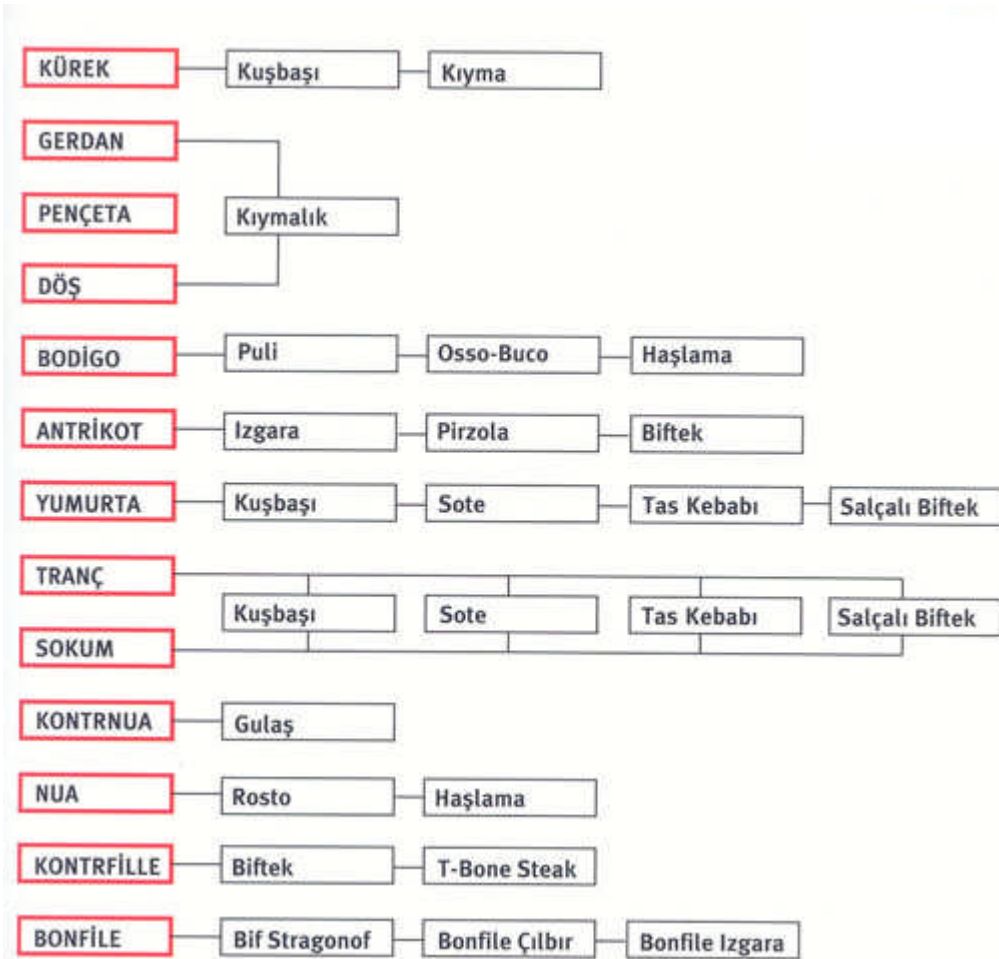 KÜREK Kuşbaşı Kıyma
GERDAN
PENÇETA Kıymalık
DÖŞ
BODİGO Puli Osso-Buco Haşlama
ANTRİKOT Izgara Pirzola Biftek
YUMURTA Kuşbaşı Sote Tas Kebabı Salçalı Biftek
TRANÇ
Kuşbaşı Sote Tas Kebabı Salçalı Biftek
SOKUM
KONTRNUA Gulaş
NUA Rosto Haşlama
KONTRFİLLE Biftek T-Bone Steak
BONFİLE Bif Stragonof Bonfile Çılbır Bonfile Izgara